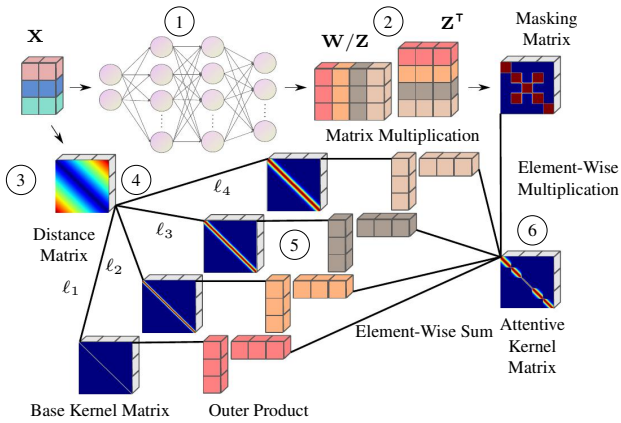 X
1
W/Z
2
Z⊤
Masking
Matrix
Matrix Multiplication
3
4
Distance
Matrix
ℓ4
ℓ3
ℓ2
ℓ1
5
Element-Wise
Multiplication
6
Attentive
Kernel
Matrix
Element-Wise Sum
Base Kernel Matrix
Outer Product